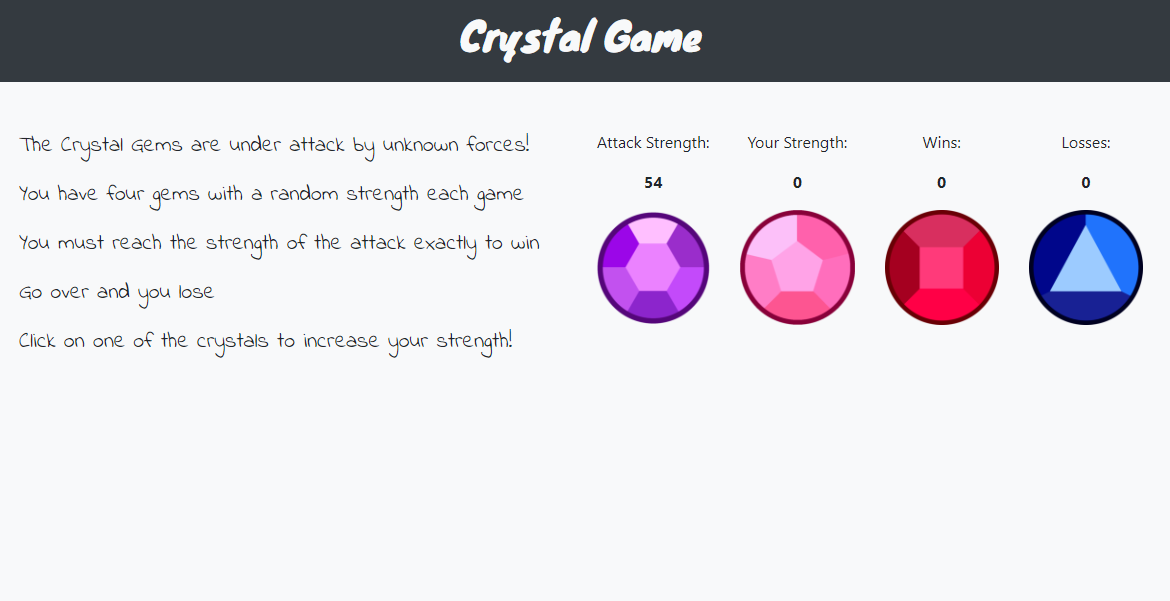 Crystal Game
The Crystal Gems are under attack by unknown forces!
You have four gems with a random strength each game
You must reach the strength of the attack exactly to win
Go over and you lose
Click on one of the crystals to increase your strength!
Attack Strength: Your Strength: Wins: Losses:
54 0 0 0